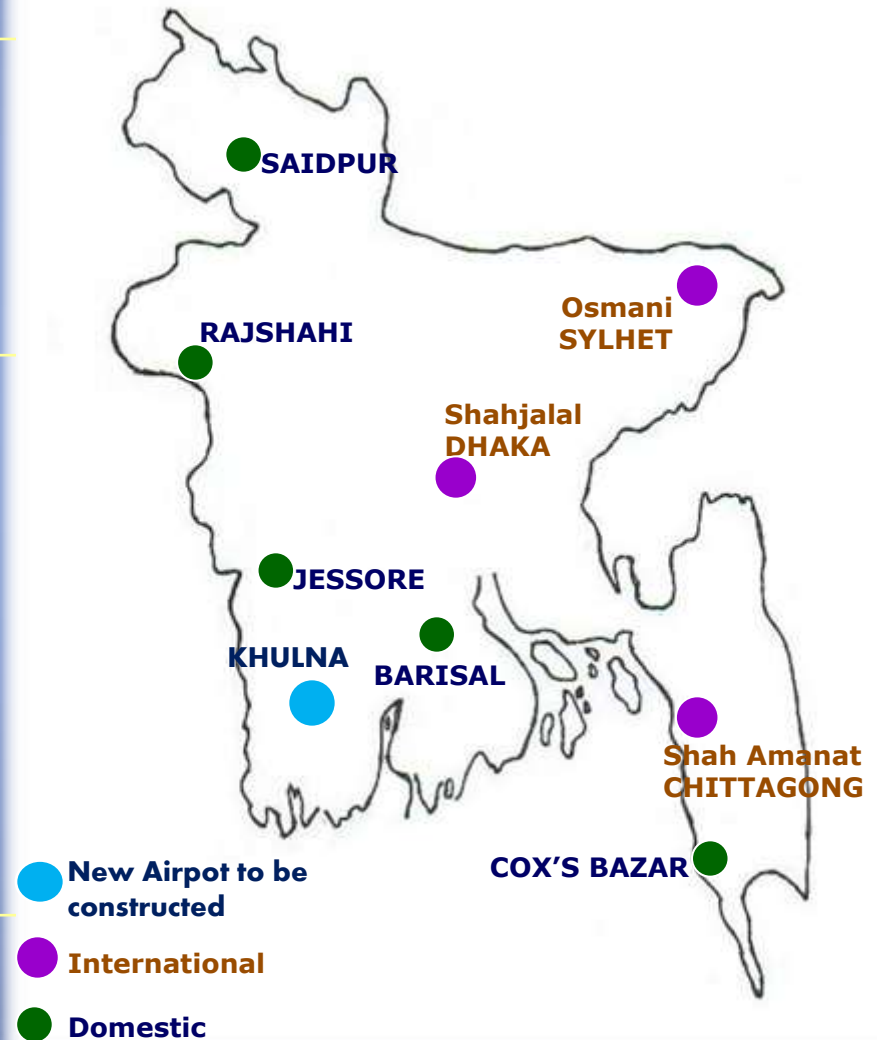 SAIDPUR
Osmani
SYLHET
RAJSHAHI
Shahjalal
DHAKA
JESSORE
KHULNA
BARISAL
Shah Amanat
CHITTAGONG
COX'S BAZAR
New Airpot to be
constructed
International
Domestic